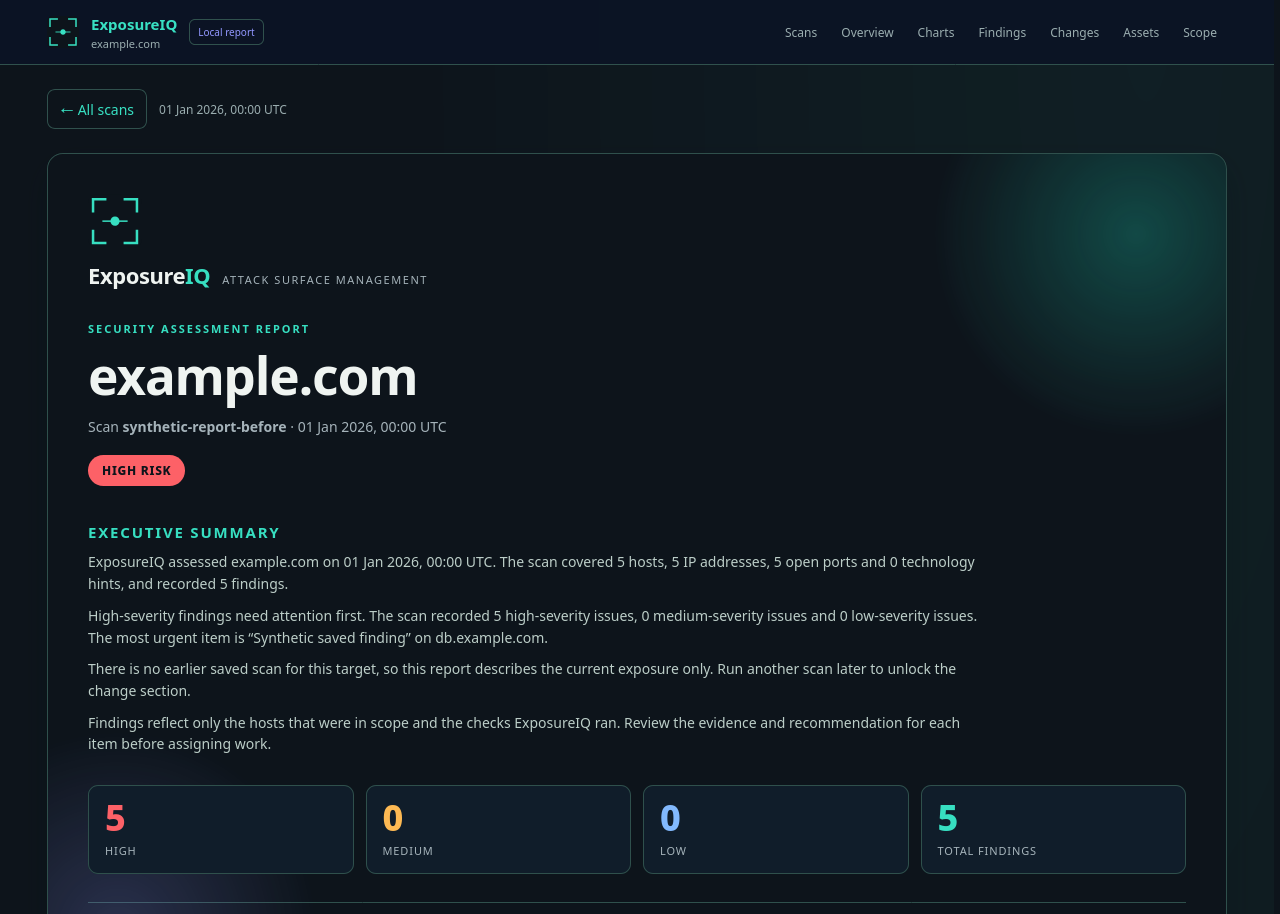 ExposureIQ
example.com
Local report
Scans Overview Charts Findings Changes Assets Scope
← All scans
01 Jan 2026, 00:00 UTC
ExposureIQ ATTACK SURFACE MANAGEMENT
SECURITY ASSESSMENT REPORT
example.com
Scan synthetic-report-before · 01 Jan 2026, 00:00 UTC
HIGH RISK
EXECUTIVE SUMMARY
ExposureIQ assessed example.com on 01 Jan 2026, 00:00 UTC. The scan covered 5 hosts, 5 IP addresses, 5 open ports and 0 technology
hints, and recorded 5 findings.
High-severity findings need attention first. The scan recorded 5 high-severity issues, 0 medium-severity issues and 0 low-severity issues.
The most urgent item is “Synthetic saved finding” on db.example.com.
There is no earlier saved scan for this target, so this report describes the current exposure only. Run another scan later to unlock the
change section.
Findings reflect only the hosts that were in scope and the checks ExposureIQ ran. Review the evidence and recommendation for each
item before assigning work.
5
HIGH
0
MEDIUM
0
LOW
5
TOTAL FINDINGS